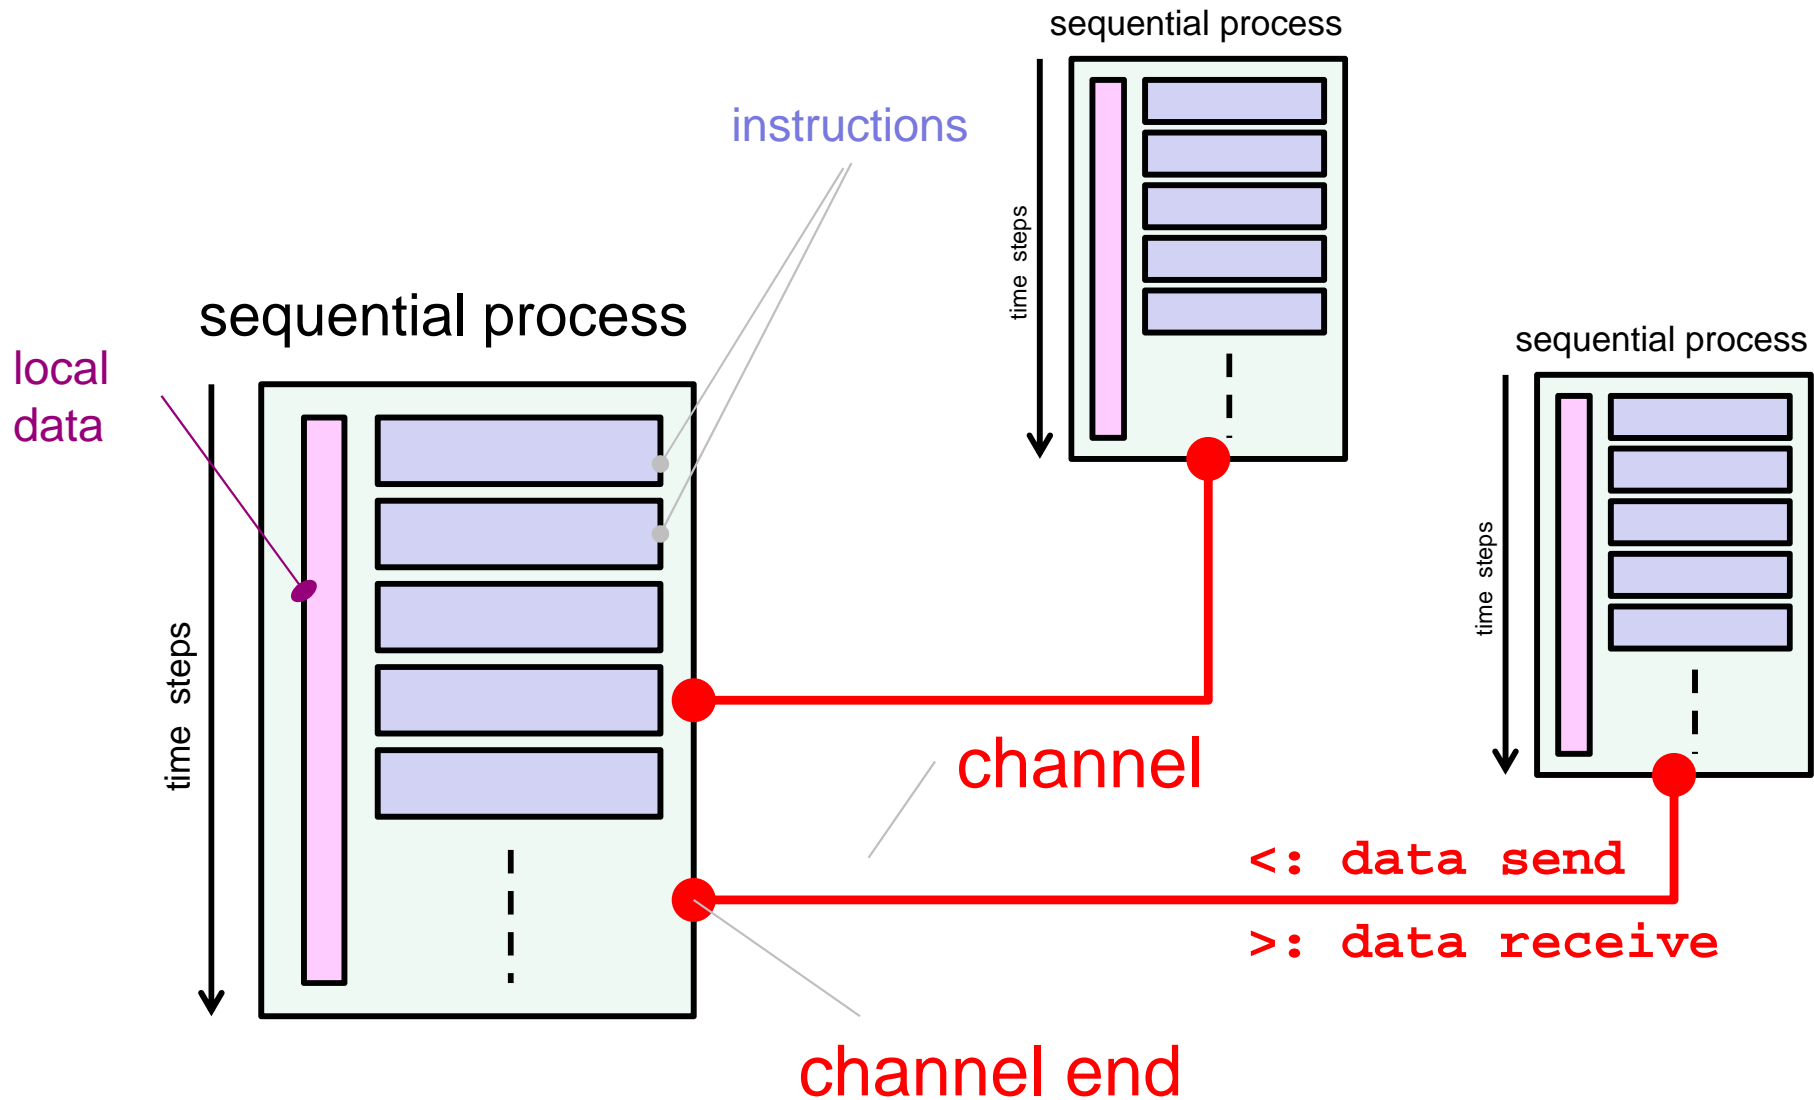 sequential process
instructions
time steps
sequential process
local
data
time steps
sequential process
time steps
channel
<: data send
>: data receive
channel end